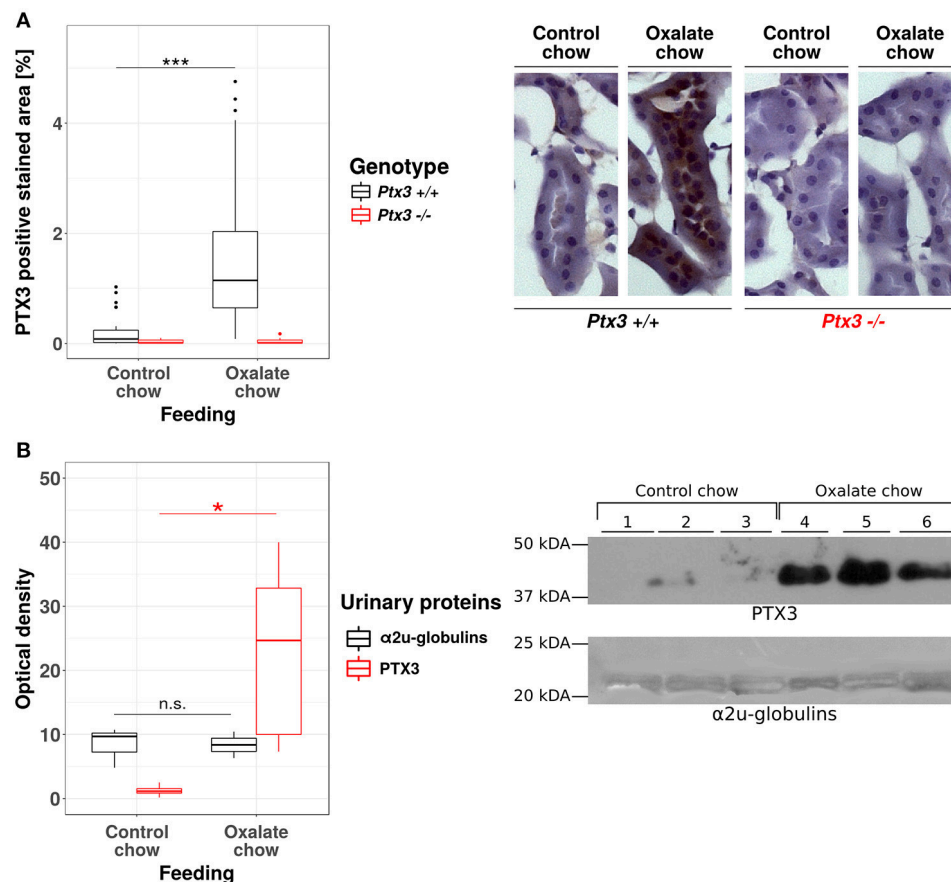 A
PTX3 positive stained area [%]
4
2
0
***
Control chow
Oxalate chow
Feeding
Genotype
Ptx3 +/+
Ptx3 -/-
Control chow
Oxalate chow
Control chow
Oxalate chow
Ptx3 +/+
Ptx3 -/-
B
Optical density
50
40
30
20
10
0
*
n.s.
Control chow
Oxalate chow
Feeding
Urinary proteins
α2u-globulins
PTX3
Control chow
Oxalate chow
1 2 3 4 5 6
50 kDA
37 kDA
PTX3
25 kDA
20 kDA
α2u-globulins